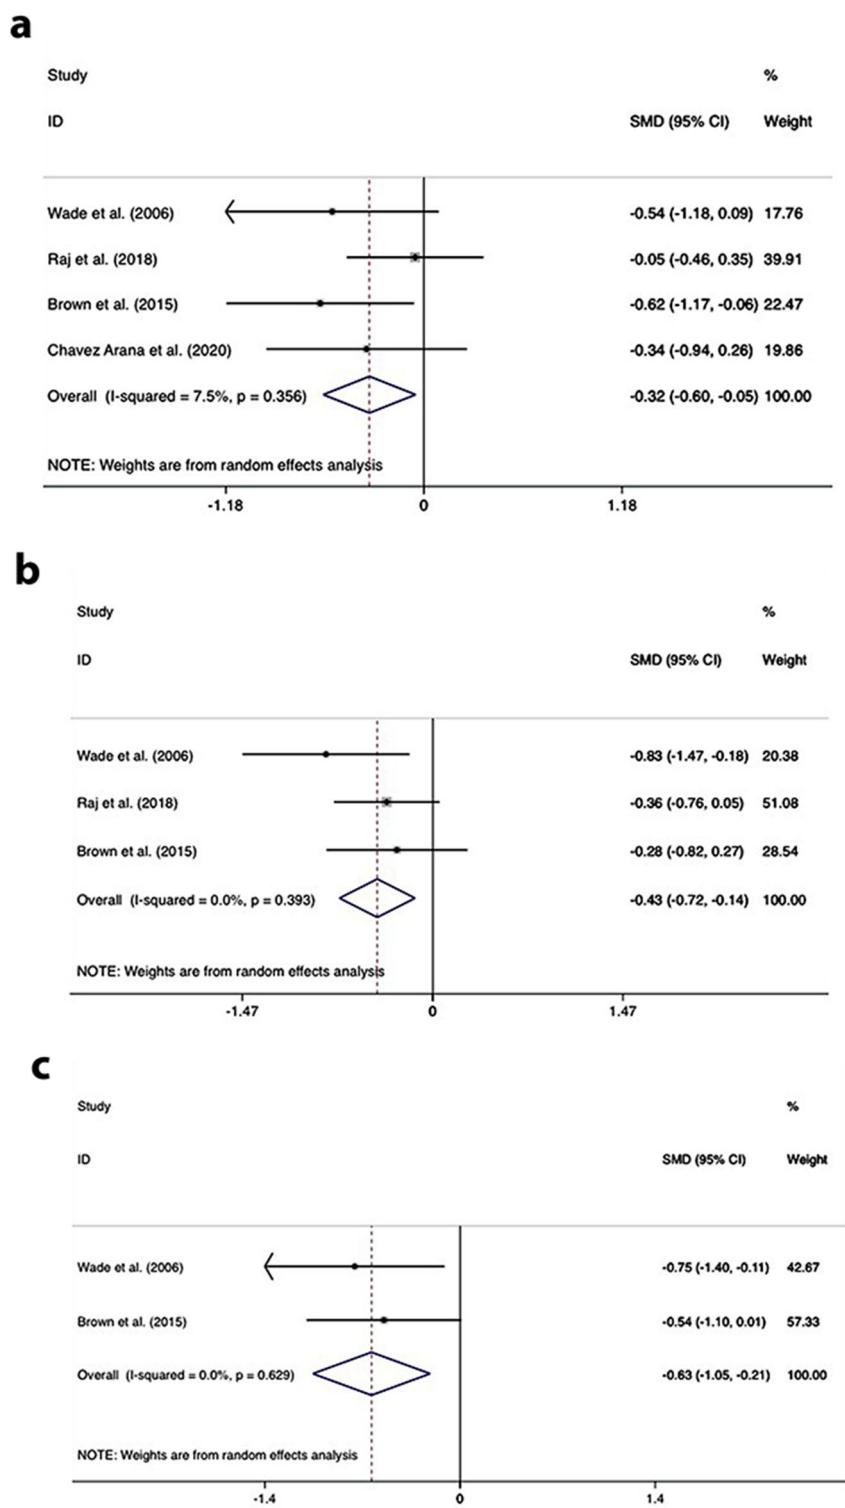 a
Study %
ID SMD (95% CI) Weight
Wade et al. (2006) -0.54 (-1.18, 0.09) 17.76
Raj et al. (2018) -0.05 (-0.46, 0.35) 39.91
Brown et al. (2015) -0.62 (-1.17, -0.06) 22.47
Chavez Arana et al. (2020) -0.34 (-0.94, 0.26) 19.86
Overall (I-squared = 7.5%, p = 0.356) -0.32 (-0.60, -0.05) 100.00
NOTE: Weights are from random effects analysis
-1.18 0 1.18
b
Study %
ID SMD (95% CI) Weight
Wade et al. (2006) -0.83 (-1.47, -0.18) 20.38
Raj et al. (2018) -0.36 (-0.76, 0.05) 51.08
Brown et al. (2015) -0.28 (-0.82, 0.27) 28.54
Overall (I-squared = 0.0%, p = 0.393) -0.43 (-0.72, -0.14) 100.00
NOTE: Weights are from random effects analysis
-1.47 0 1.47
c
Study %
ID SMD (95% CI) Weight
Wade et al. (2006) -0.75 (-1.40, -0.11) 42.67
Brown et al. (2015) -0.54 (-1.10, 0.01) 57.33
Overall (I-squared = 0.0%, p = 0.629) -0.63 (-1.05, -0.21) 100.00
NOTE: Weights are from random effects analysis
-1.4 0 1.4